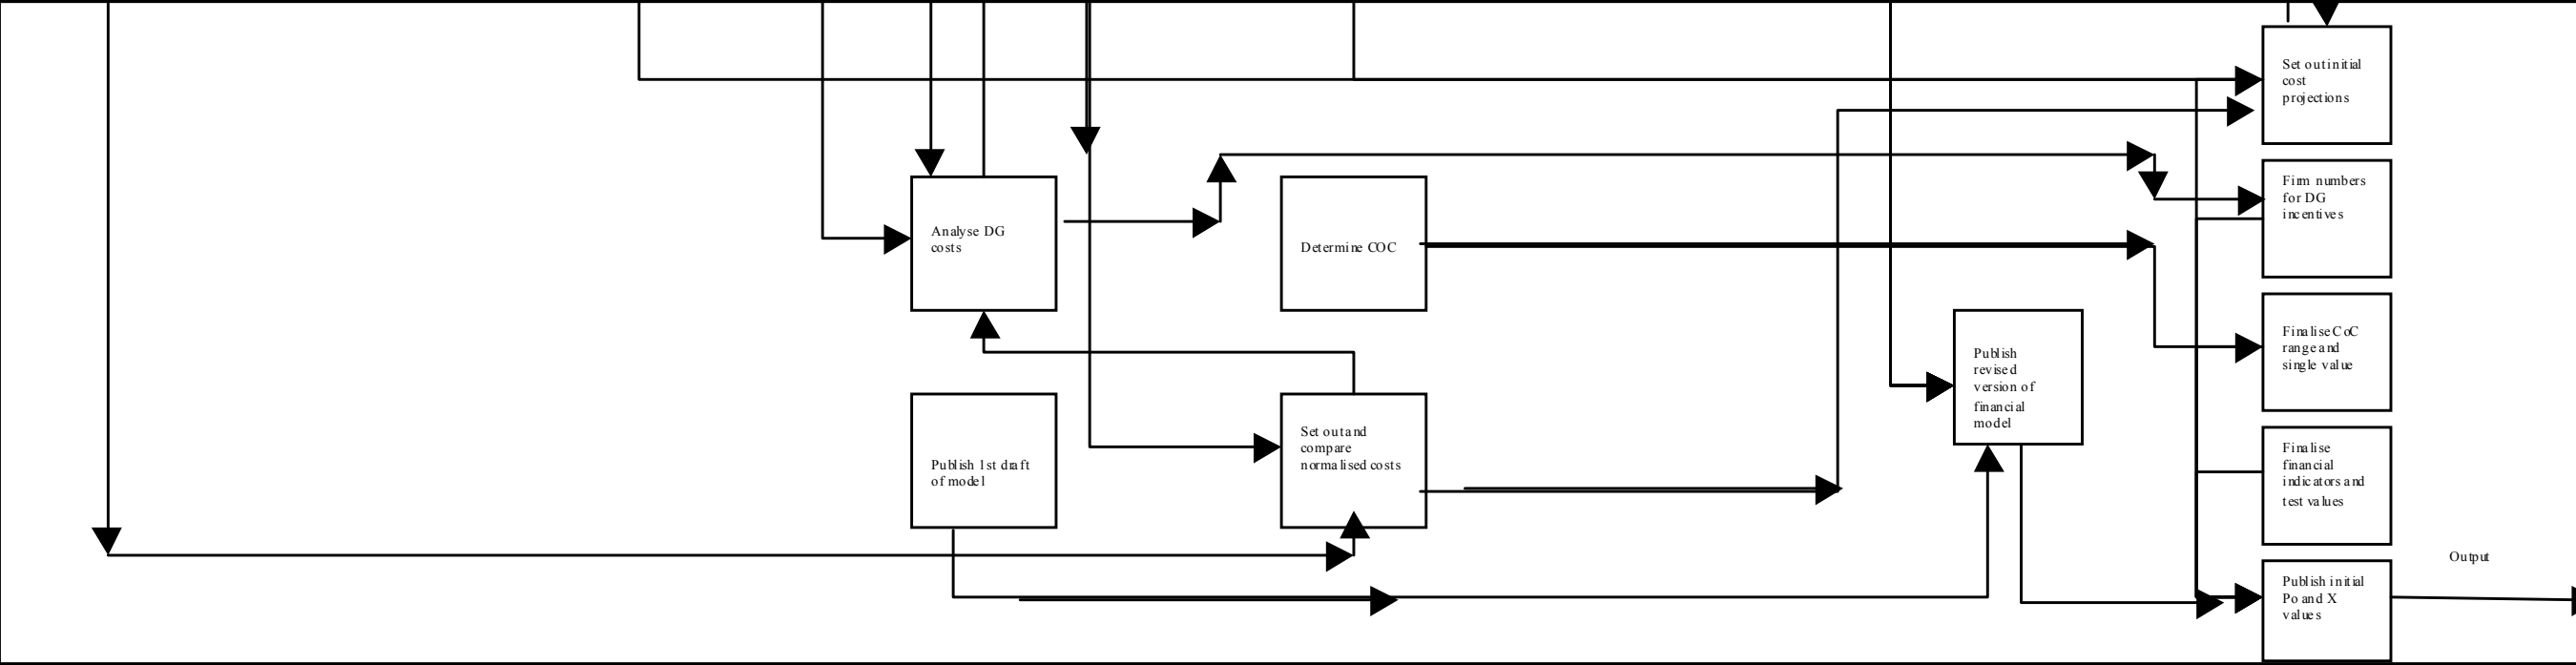 Set out initial
cost
projections
Firm numbers
for DG
incentives
Analyse DG
costs
Determine COC
Finalise CoC
range and
single value
Publish
revised
version of
financial
model
Set out and
compare
normalised costs
Publish 1st draft
of model
Finalise
financial
indicators and
test values
Output
Publish initial
Po and X
values